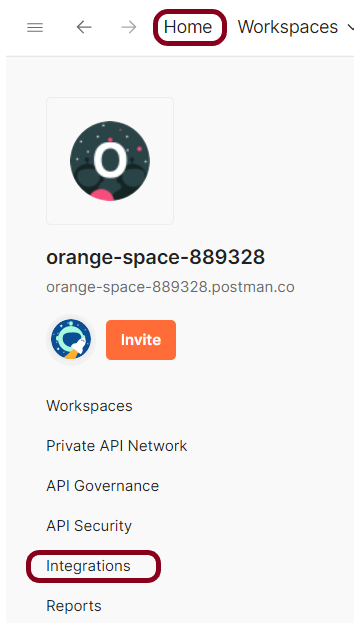 Home Workspaces
O
orange-space-889328
orange-space-889328.postman.co
Invite
Workspaces
Private API Network
API Governance
API Security
Integrations
Reports